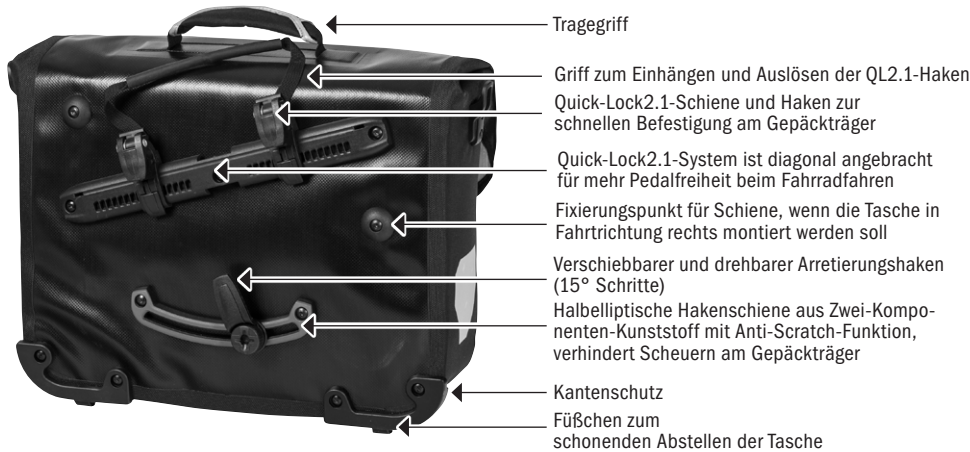 Tragegriff
Griff zum Einhängen und Auslösen der QL2.1-Haken
Quick-Lock2.1-Schiene und Haken zur
schnellen Befestigung am Gepäckträger
Quick-Lock2.1-System ist diagonal angebracht
für mehr Pedalfreiheit beim Fahrradfahren
Fixierungspunkt für Schiene, wenn die Tasche in
Fahrtrichtung rechts montiert werden soll
Verschiebbarer und drehbarer Arretierungshaken
(15° Schritte)
Halbelliptische Hakenschiene aus Zwei-Kompo-
nenten-Kunststoff mit Anti-Scratch-Funktion,
verhindert Scheuern am Gepäckträger
Kantenschutz
Füßchen zum
schonenden Abstellen der Tasche